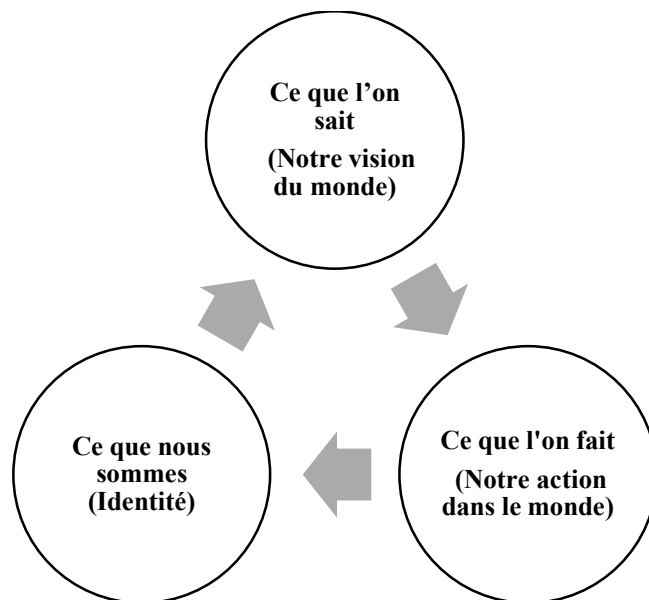 Ce que l’on
sait
(Notre vision
du monde)
Ce que l'on fait
(Notre action
dans le monde)
Ce que nous
sommes
(Identité)